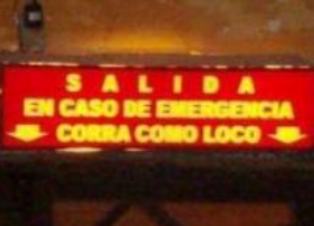 SALIDA
EN CASO DE EMERGENCIA
CORRA COMO LOCO